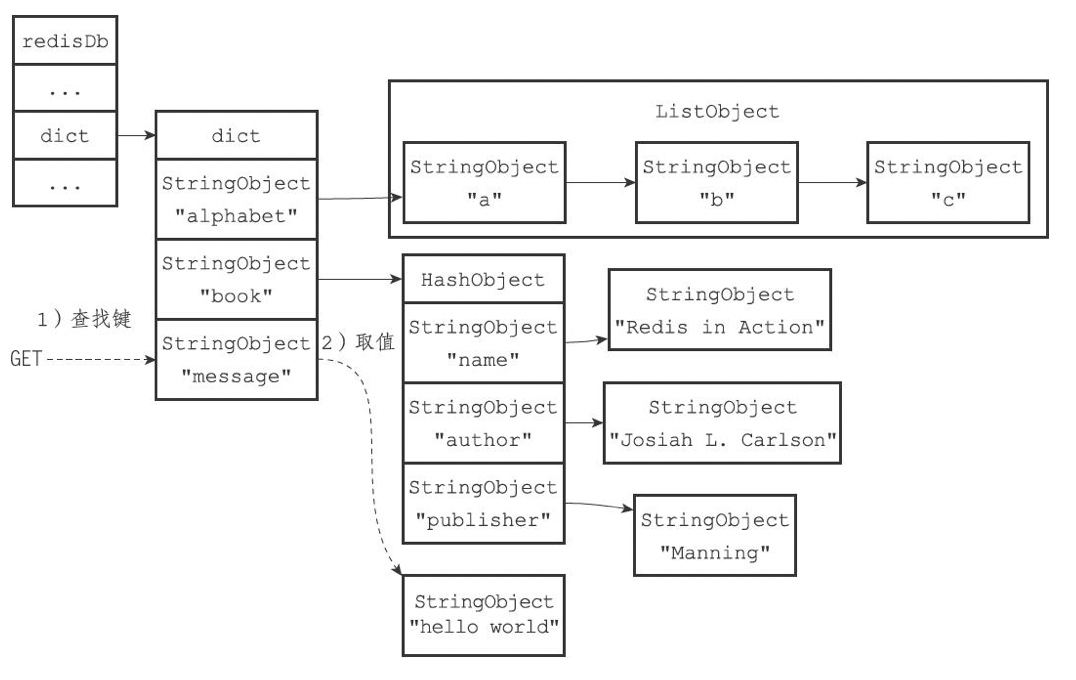 redisDb
...
dict
...
dict
StringObject
"alphabet"
StringObject
"book"
StringObject
"message"
1）查找键
GET
2）取值
ListObject
StringObject
"a"
StringObject
"b"
StringObject
"c"
HashObject
StringObject
"name"
StringObject
"author"
StringObject
"publisher"
StringObject
"Redis in Action"
StringObject
"Josiah L. Carlson"
StringObject
"Manning"
StringObject
"hello world"